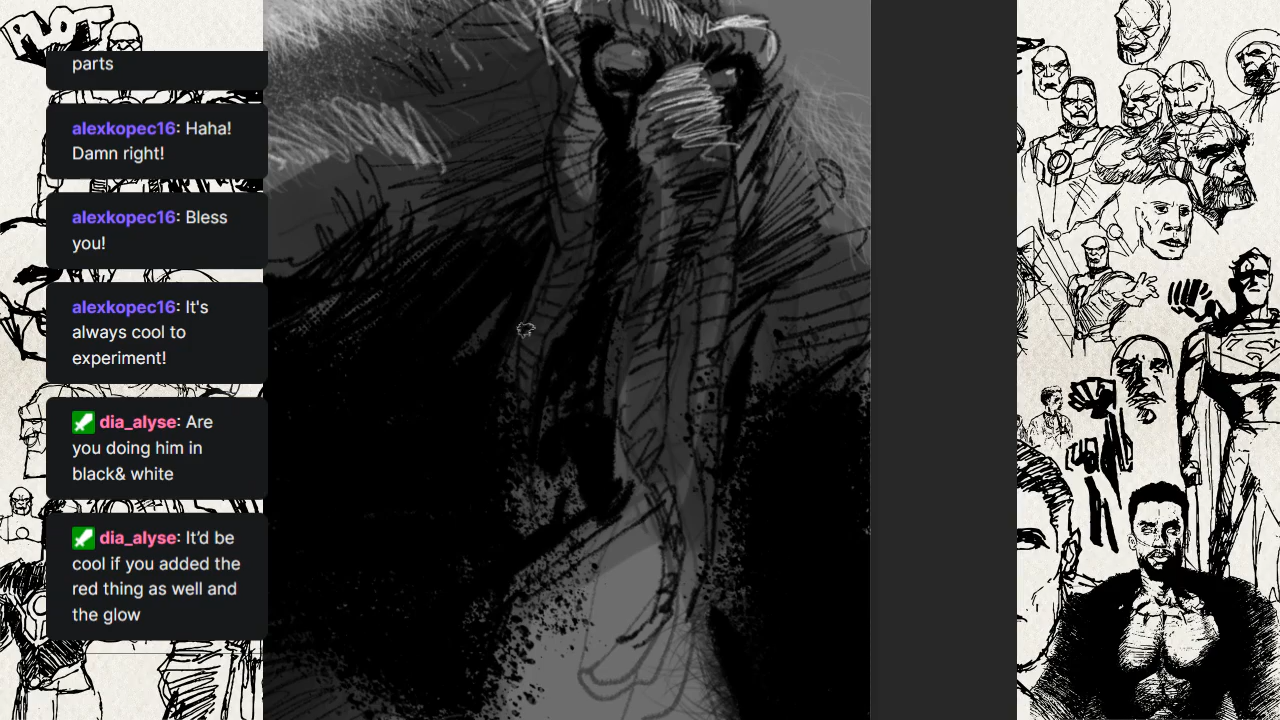 PLOT
parts
alexkopec16: Haha!
Damn right!
alexkopec16: Bless
you!
alexkopec16: It's
always cool to
experiment!
dia_alyse: Are
you doing him in
black& white
dia_alyse: It'd be
cool if you added the
red thing as well and
the glow